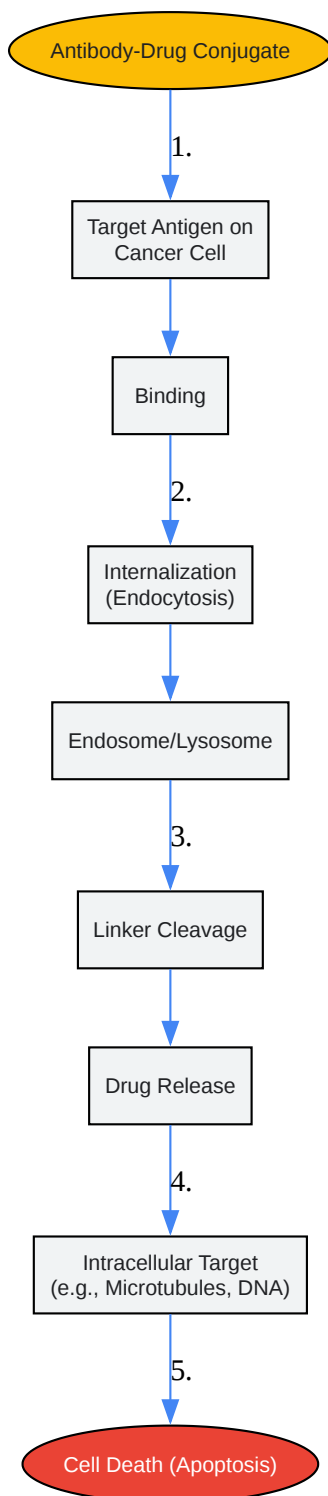 Antibody-Drug Conjugate
1.
Target Antigen on
Cancer Cell
Binding
2.
Internalization
(Endocytosis)
Endosome/Lysosome
3.
Linker Cleavage
Drug Release
4.
Intracellular Target
(e.g., Microtubules, DNA)
5.
Cell Death (Apoptosis)